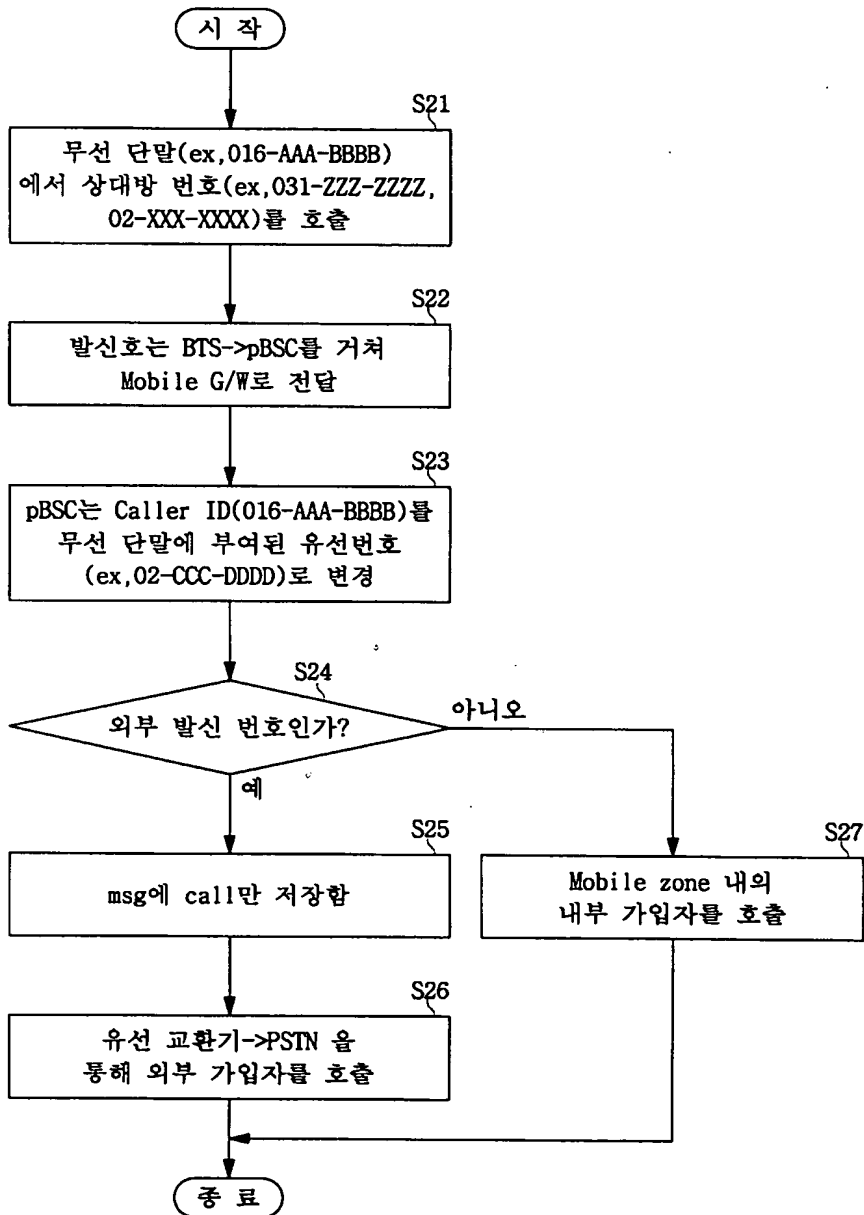 시 작
S21
무선 단말(ex,016-AAA-BBBB)
에서 상대방 번호(ex,031-ZZZ-ZZZZ,
02-XXX-XXXX)를 호출
S22
발신호는 BTS->pBSC를 거쳐
Mobile G/W로 전달
S23
pBSC는 Caller ID(016-AAA-BBBB)를
무선 단말에 부여된 유선번호
(ex,02-CCC-DDDD)로 변경
S24
외부 발신 번호인가?
아니오
예
S25
msg에 call만 저장함
S27
Mobile zone 내의
내부 가입자를 호출
S26
유선 교환기->PSTN 을
통해 외부 가입자를 호출
종 료